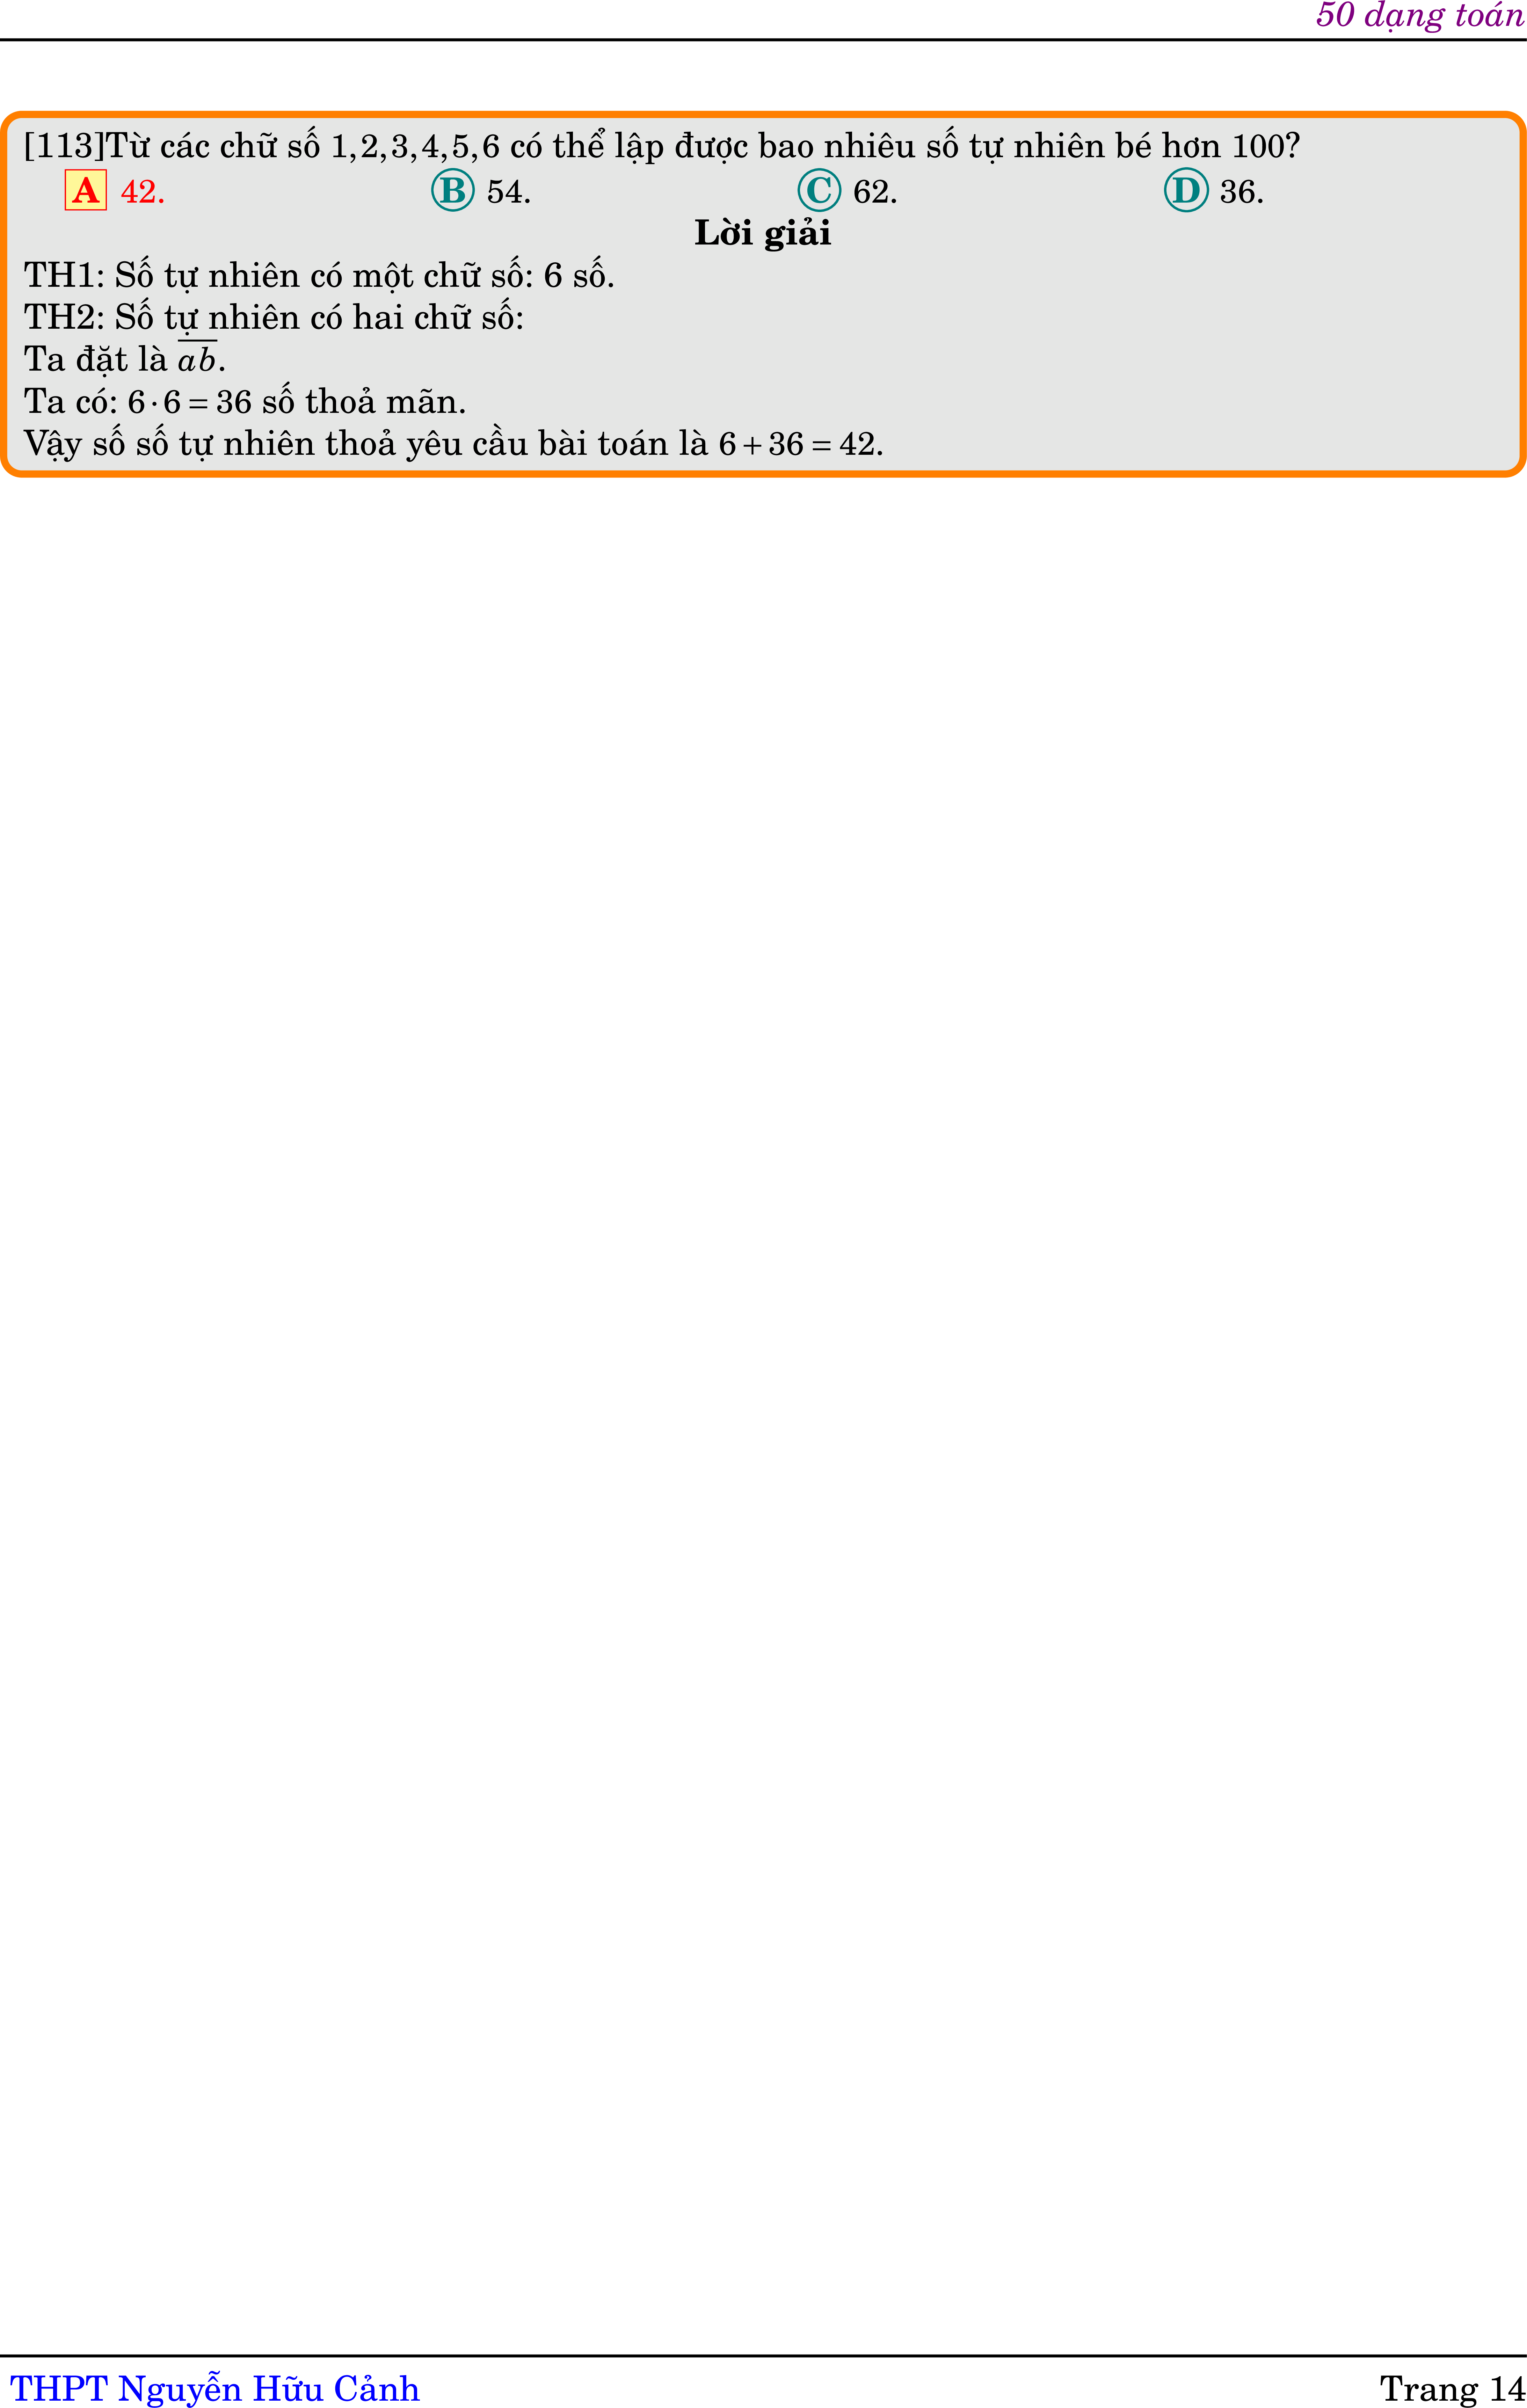 50 dạng toán
[113]Từ các chữ số 1,2,3,4,5,6 có thể lập được bao nhiêu số tự nhiên bé hơn 100?
A 42. B 54. C 62. D 36.
Lời giải
TH1: Số tự nhiên có một chữ số: 6 số.
TH2: Số tự nhiên có hai chữ số:
Ta đặt là $\overline{ab}$.
Ta có: 6·6=36 số thoả mãn.
Vậy số số tự nhiên thoả yêu cầu bài toán là 6+36=42.
THPT Nguyễn Hữu Cảnh Trang 14